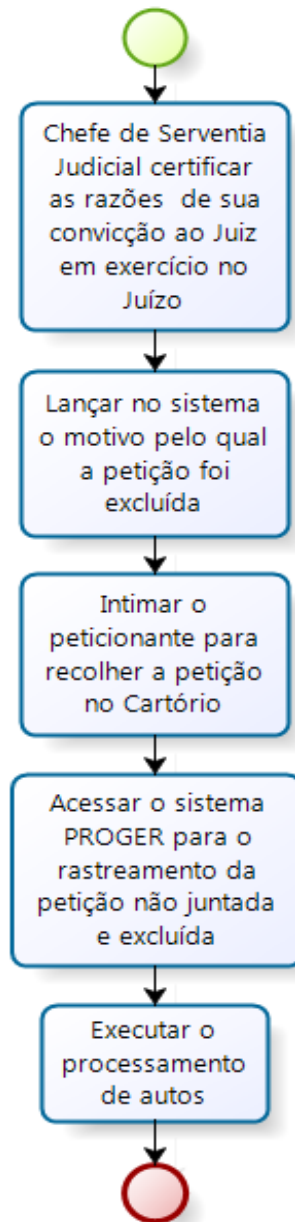 Chefe de Serventia
Judicial certificar
as razões de sua
convicção ao Juiz
em exercício no
Juízo
Lançar no sistema
o motivo pelo qual
a petição foi
excluída
Intimar o
peticionante para
recolher a petição
no Cartório
Acessar o sistema
PROGER para o
rastreamento da
petição não juntada
e excluída
Executar o
processamento
de autos